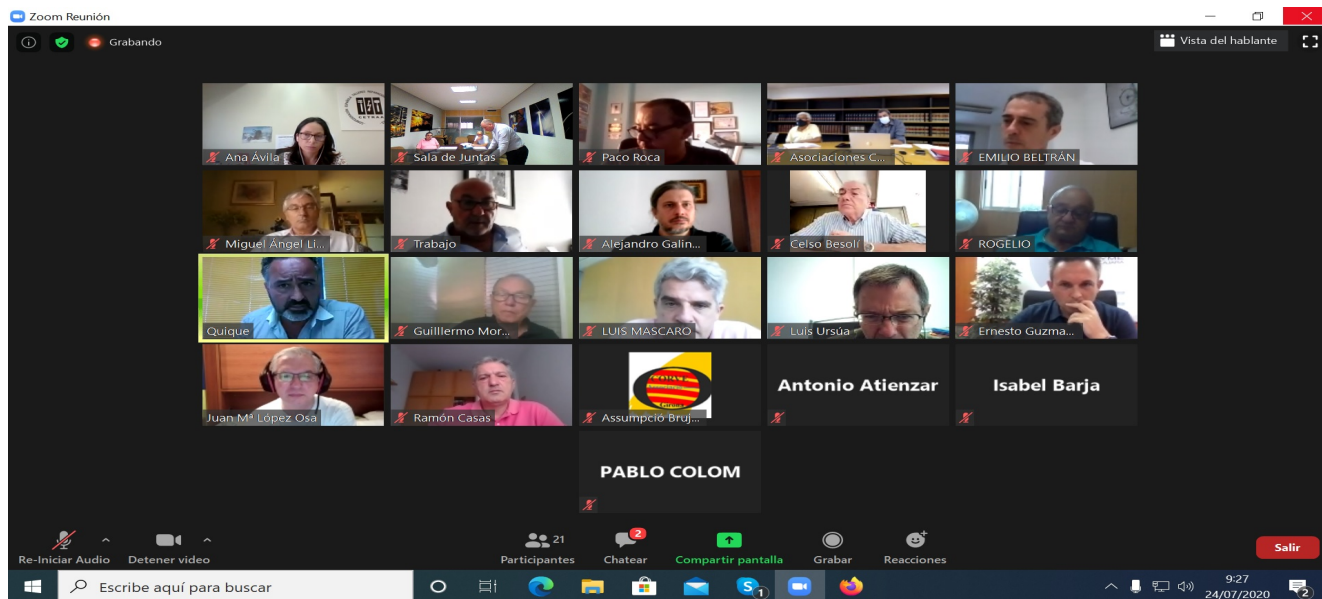 Zoom Reunión
Grabando
Vista del hablante
Ana Ávila
Sala de Juntas
Paco Roca
Asociaciones C...
EMILIO BELTRÁN
Miguel Ángel Li...
Trabajo
Alejandro Galin...
Celso Besolí
ROGELIO
Quique
Guilllermo Mor...
LUIS MASCARO
Luis Ursúa
Ernesto Guzma...
Juan Mª López Osa
Ramón Casas
Assumpció Bruj...
Antonio Atienzar
Isabel Barja
PABLO COLOM
Re-Iniciar Audio
Detener video
Participantes
21
Chatear
2
Compartir pantalla
Grabar
Reacciones
Salir
Escribe aquí para buscar
1
9:27
24/07/2020
2